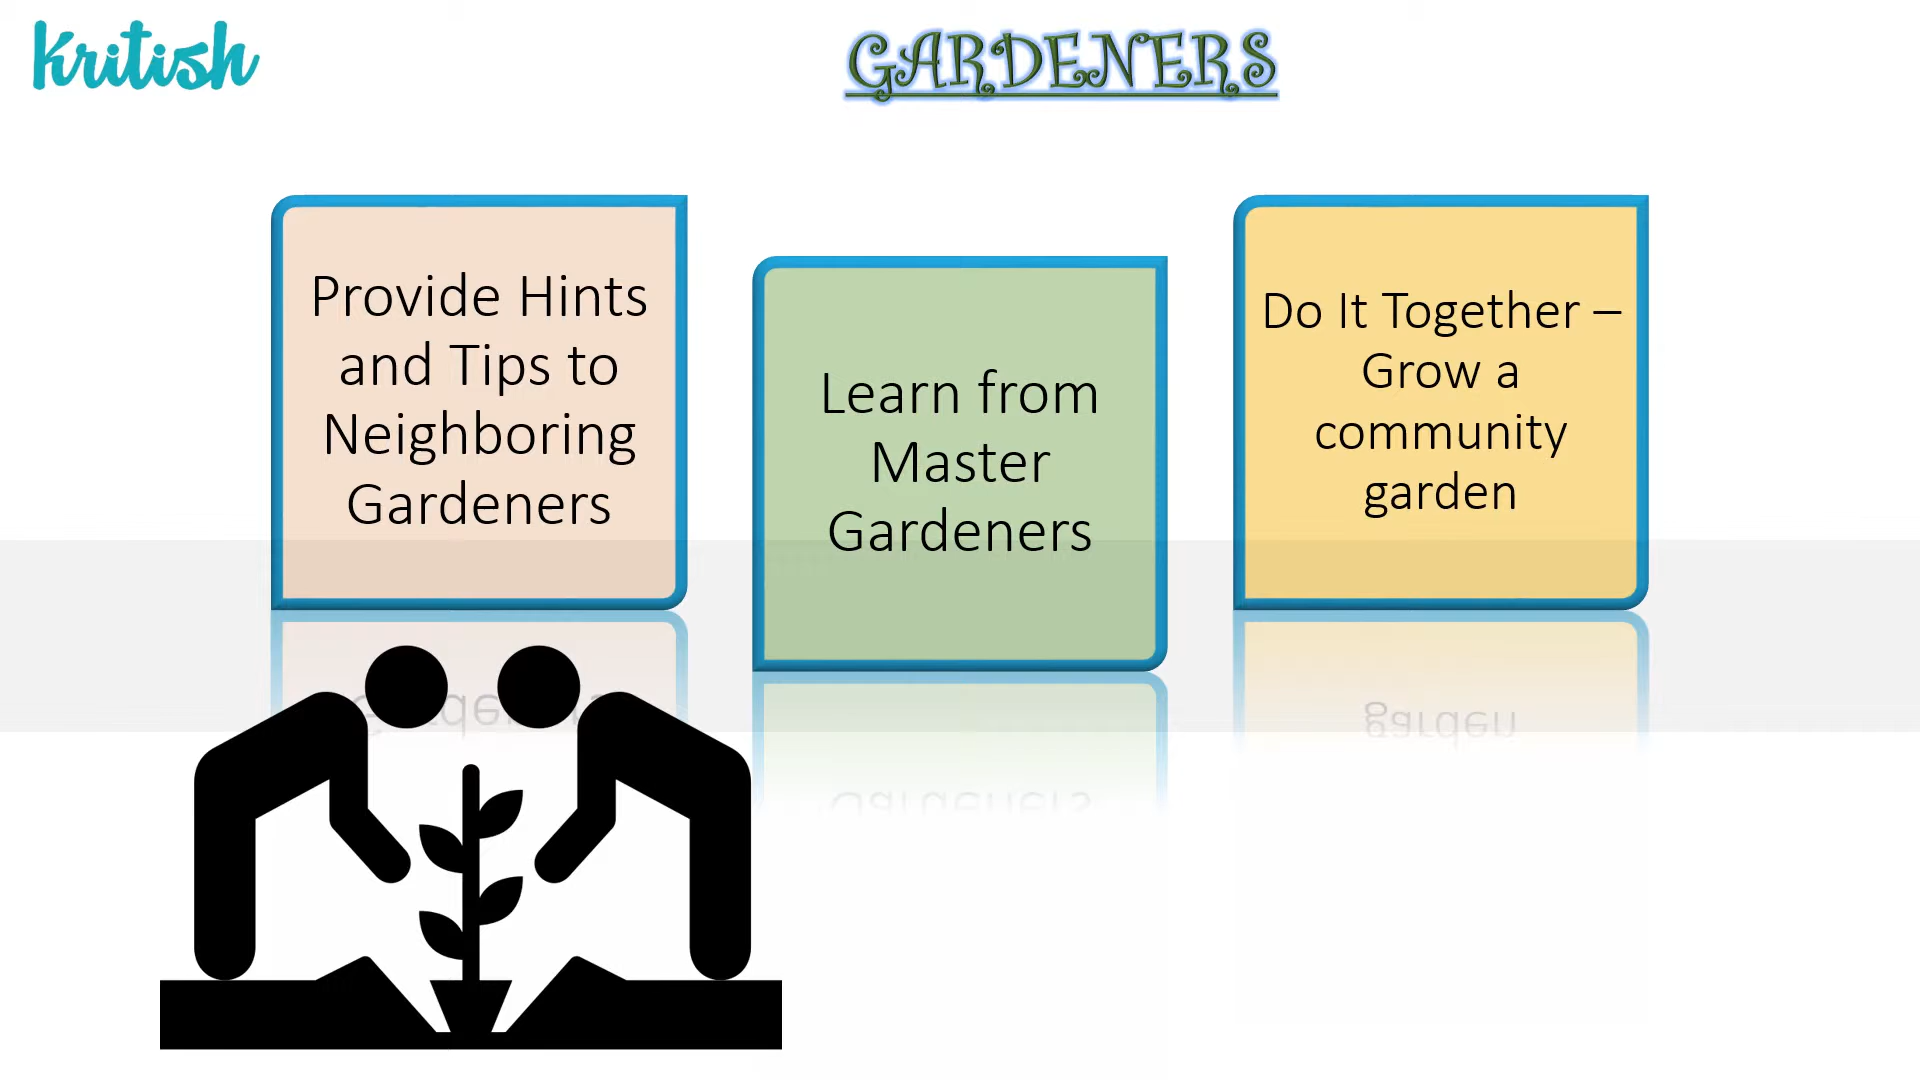 Kritish
GARDENERS
Provide Hints
and Tips to
Neighboring
Gardeners
Learn from
Master
Gardeners
Do It Together –
Grow a
community
garden